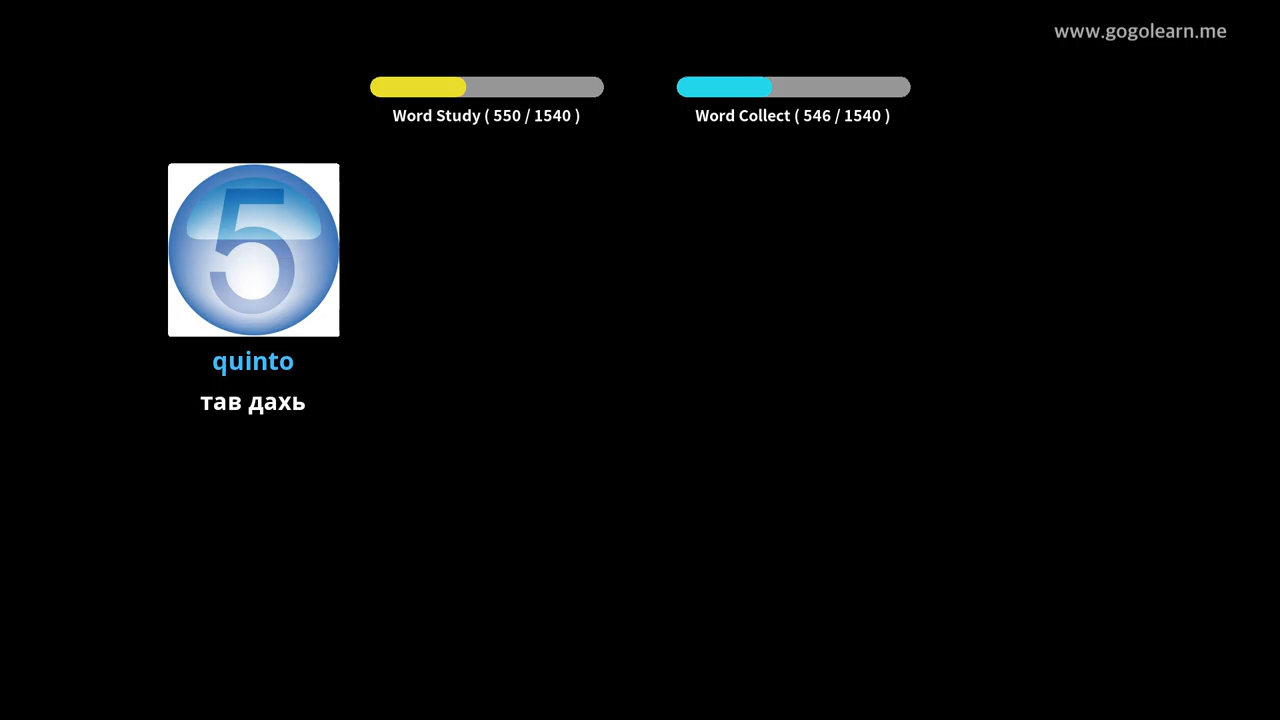 www.gogolearn.me
Word Study ( 550 / 1540 )
Word Collect ( 546 / 1540 )
5
quinto
тав дахь